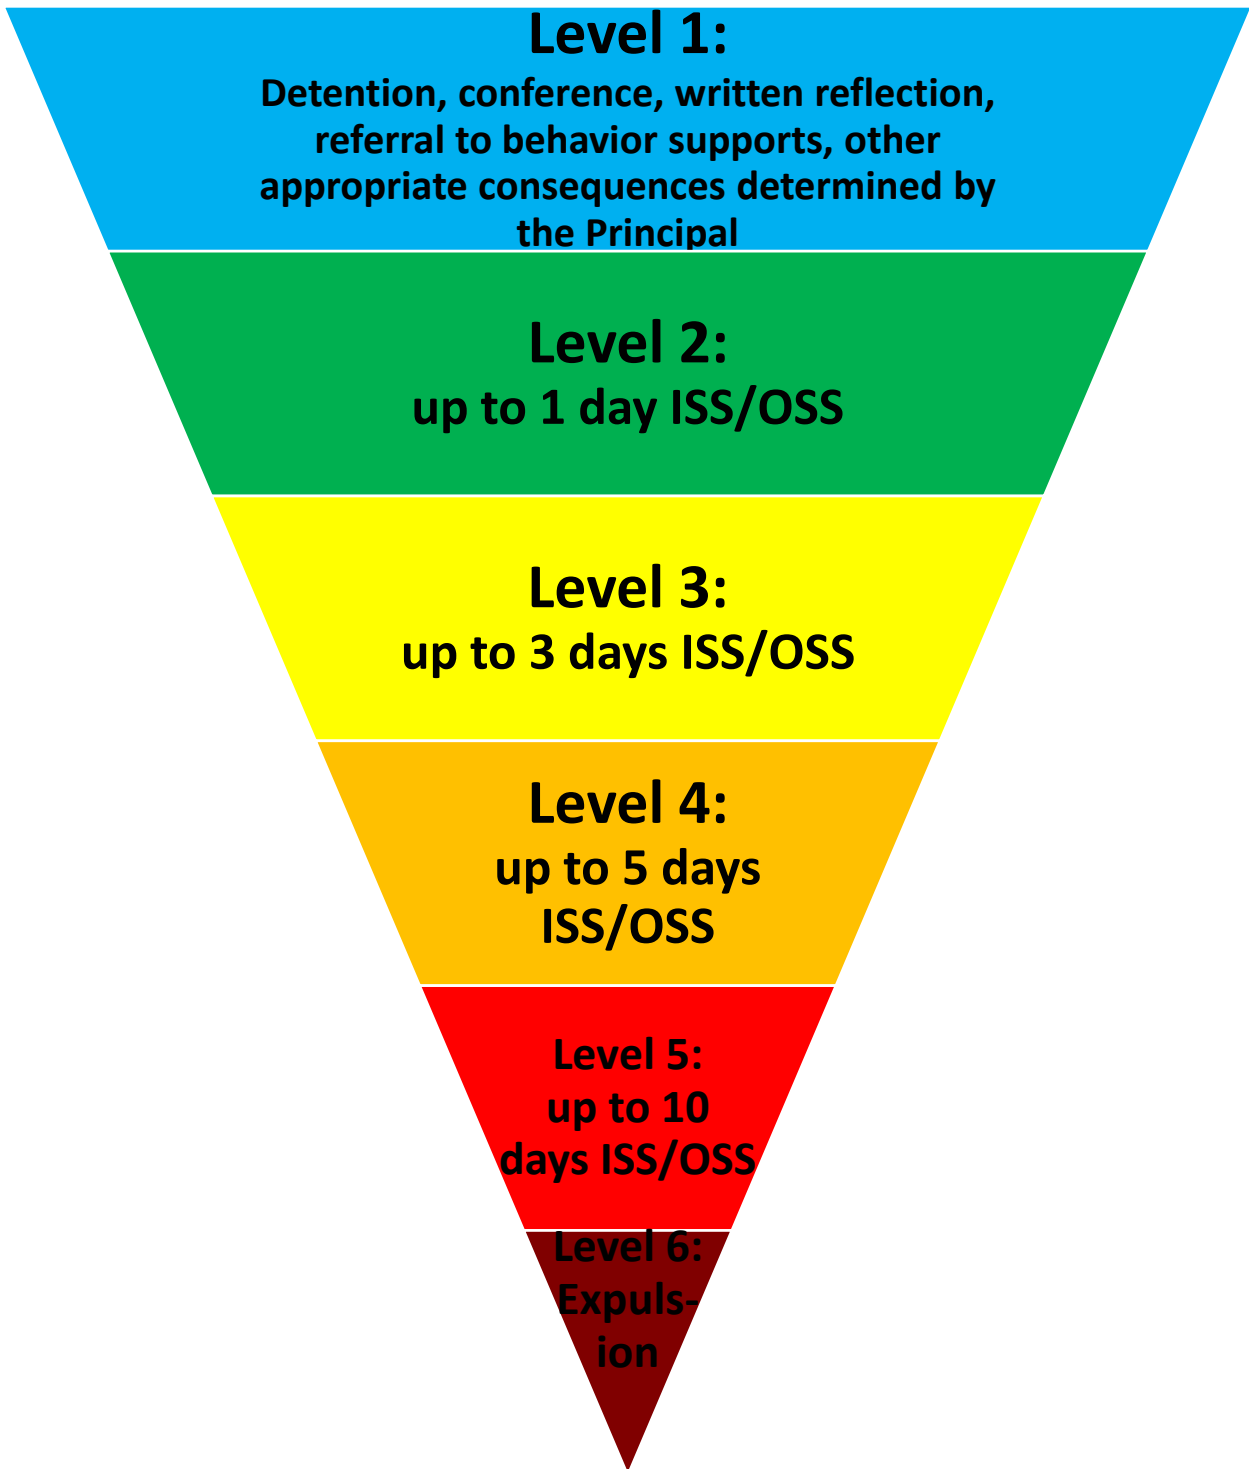 Level 1:
Detention, conference, written reflection,
referral to behavior supports, other
appropriate consequences determined by
the Principal
Level 2:
up to 1 day ISS/OSS
Level 3:
up to 3 days ISS/OSS
Level 4:
up to 5 days
ISS/OSS
Level 5:
up to 10
days ISS/OSS
Level 6:
Expuls-
ion